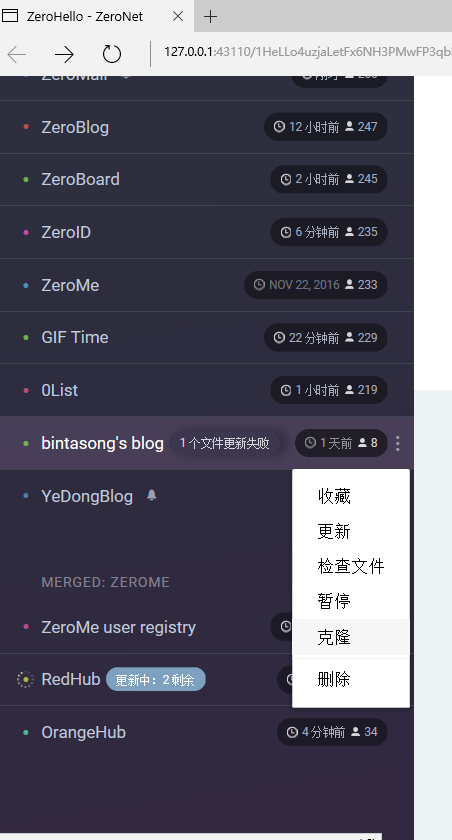 ZeroHello - ZeroNet
127.0.0.1:43110/1HeLLo4uzjaLetFx6NH3PMwFP3qb
ZeroMail
ZeroBlog 12 小时前 247
ZeroBoard 2 小时前 245
ZeroID 6 分钟前 235
ZeroMe NOV 22, 2016 233
GIF Time 22 分钟前 229
0List 1 小时前 219
bintasong's blog 1 个文件更新失败 1 天前 8
YeDongBlog
收藏
更新
检查文件
暂停
克隆
删除
MERGED: ZEROME
ZeroMe user registry
RedHub 更新中: 2 剩余
OrangeHub 4 分钟前 34